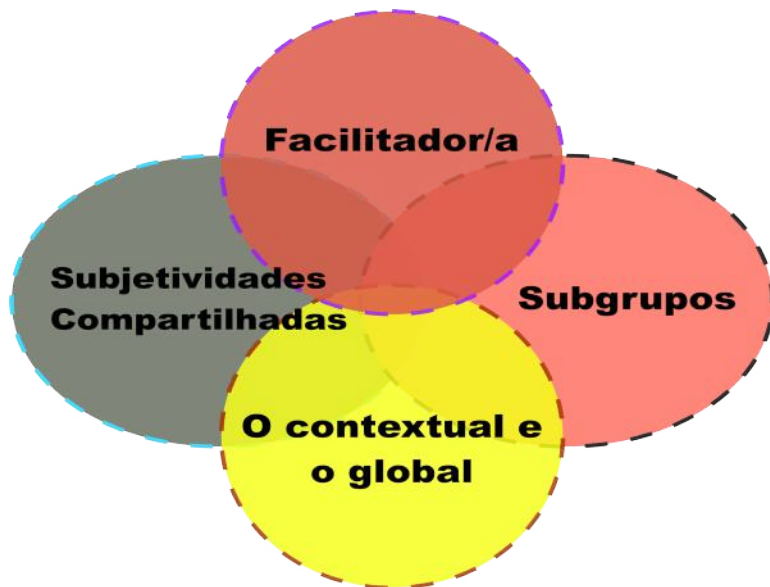 Facilitador/a
Subjetividades
Compartilhadas
Subgrupos
O contextual e
o global